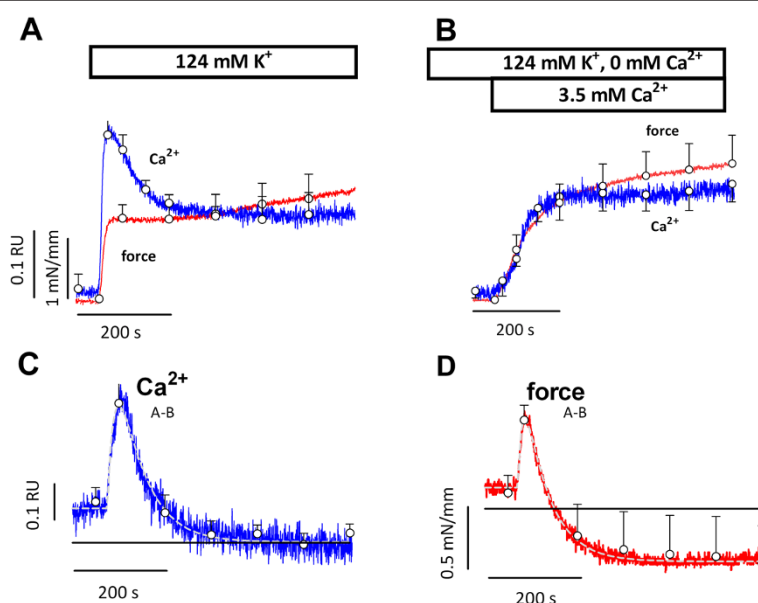 A
124 mM K⁺
Ca²⁺
force
0.1 RU
1 mN/mm
200 s
B
124 mM K⁺, 0 mM Ca²⁺
3.5 mM Ca²⁺
force
Ca²⁺
200 s
C
Ca²⁺
A-B
0.1 RU
200 s
D
force
A-B
0.5 mN/mm
200 s